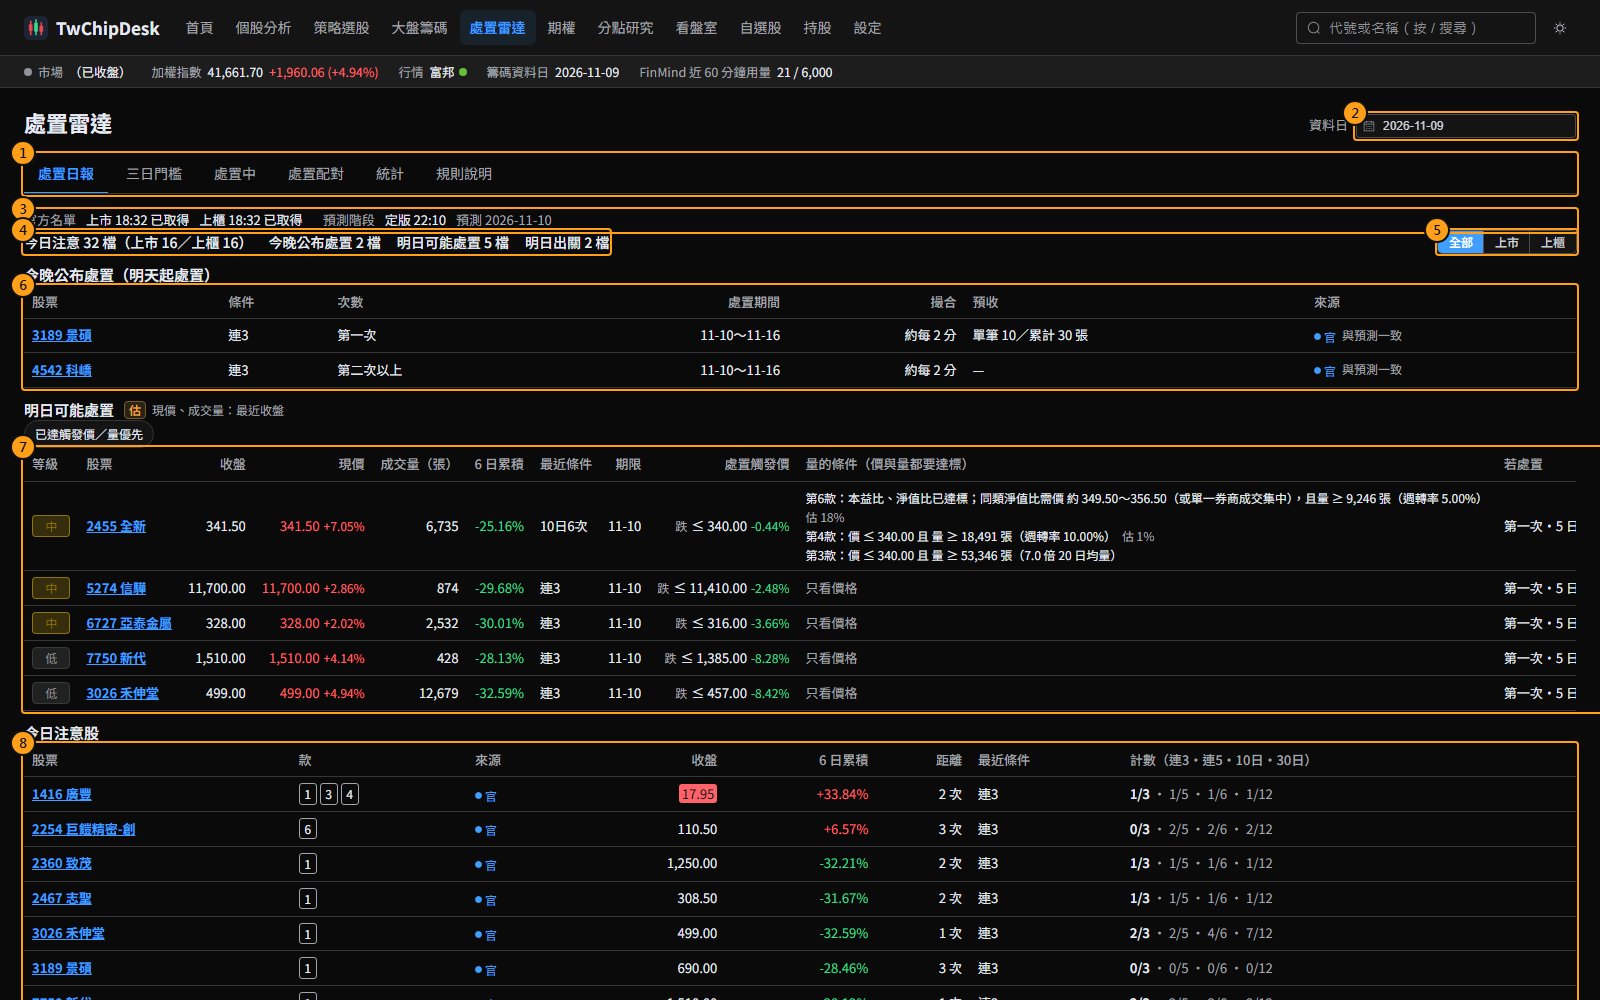 TwChipDesk 首頁 個股分析 策略選股 大盤籌碼 處置雷達 期權 分點研究 看盤室 自選股 持股 設定 代號或名稱 ( 按 / 搜尋 )
市場 (已收盤) 加權指數 41,661.70 +1,960.06 (+4.94%) 行情 富邦 籌碼資料日 2026-11-09 FinMind 近 60 分鐘用量 21 / 6,000
處置雷達 資料日 2 2026-11-09
1
處置日報 三日門檻 處置中 處置配對 統計 規則說明
3
方名單 上市 18:32 已取得 上櫃 18:32 已取得 預測階段 定版 22:10 預測 2026-11-10
4 5
今日注意 32 檔 (上市 16／上櫃 16) 今晚公布處置 2 檔 明日可能處置 5 檔 明日出關 2 檔 全部 上市 上櫃
今晚公布處置 (明天起處置)
6
股票 條件 次數 處置期間 撮合 預收 來源
3189 景碩 連3 第一次 11-10～11-16 約每 2 分 單筆 10／累計 30 張 官 與預測一致
4542 科嶠 連3 第二次以上 11-10～11-16 約每 2 分 — 官 與預測一致
明日可能處置 估 現價、成交量：最近收盤
已達觸發價／量優先
7
等級 股票 收盤 現價 成交量 (張) 6 日累積 最近條件 期限 處置觸發價 量的條件 (價與量都要達標) 若處置
中 2455 全新 341.50 341.50 +7.05% 6,735 -25.16% 10日6次 11-10 跌 ≤ 340.00 -0.44% 第6款：本益比、淨值比已達標；同類淨值比需價 約 349.50～356.50 (或單一券商成交集中)，且量 ≥ 9,246 張 (週轉率 5.00%) 第一次・5 日
估 18%
第4款：價 ≤ 340.00 且 量 ≥ 18,491 張 (週轉率 10.00%) 估 1%
第3款：價 ≤ 340.00 且 量 ≥ 53,346 張 (7.0 倍 20 日均量)
中 5274 信驊 11,700.00 11,700.00 +2.86% 874 -29.68% 連3 11-10 跌 ≤ 11,410.00 -2.48% 只看價格 第一次・5 日
中 6727 亞泰金屬 328.00 328.00 +2.02% 2,532 -30.01% 連3 11-10 跌 ≤ 316.00 -3.66% 只看價格 第一次・5 日
低 7750 新代 1,510.00 1,510.00 +4.14% 428 -28.13% 連3 11-10 跌 ≤ 1,385.00 -8.28% 只看價格 第一次・5 日
低 3026 禾伸堂 499.00 499.00 +4.94% 12,679 -32.59% 連3 11-10 跌 ≤ 457.00 -8.42% 只看價格 第一次・5 日
今日注意股
8
股票 款 來源 收盤 6 日累積 距離 最近條件 計數 (連3・連5・10日・30日)
1416 廣豐 1 3 4 官 17.95 +33.84% 2 次 連3 1/3 ・ 1/5 ・ 1/6 ・ 1/12
2254 巨鎧精密-創 6 官 110.50 +6.57% 3 次 連3 0/3 ・ 2/5 ・ 2/6 ・ 2/12
2360 致茂 1 官 1,250.00 -32.21% 2 次 連3 1/3 ・ 1/5 ・ 1/6 ・ 1/12
2467 志聖 1 官 308.50 -31.67% 2 次 連3 1/3 ・ 1/5 ・ 1/6 ・ 1/12
3026 禾伸堂 1 官 499.00 -32.59% 1 次 連3 2/3 ・ 2/5 ・ 4/6 ・ 7/12
3189 景碩 1 官 690.00 -28.46% 3 次 連3 0/3 ・ 0/5 ・ 0/6 ・ 0/12